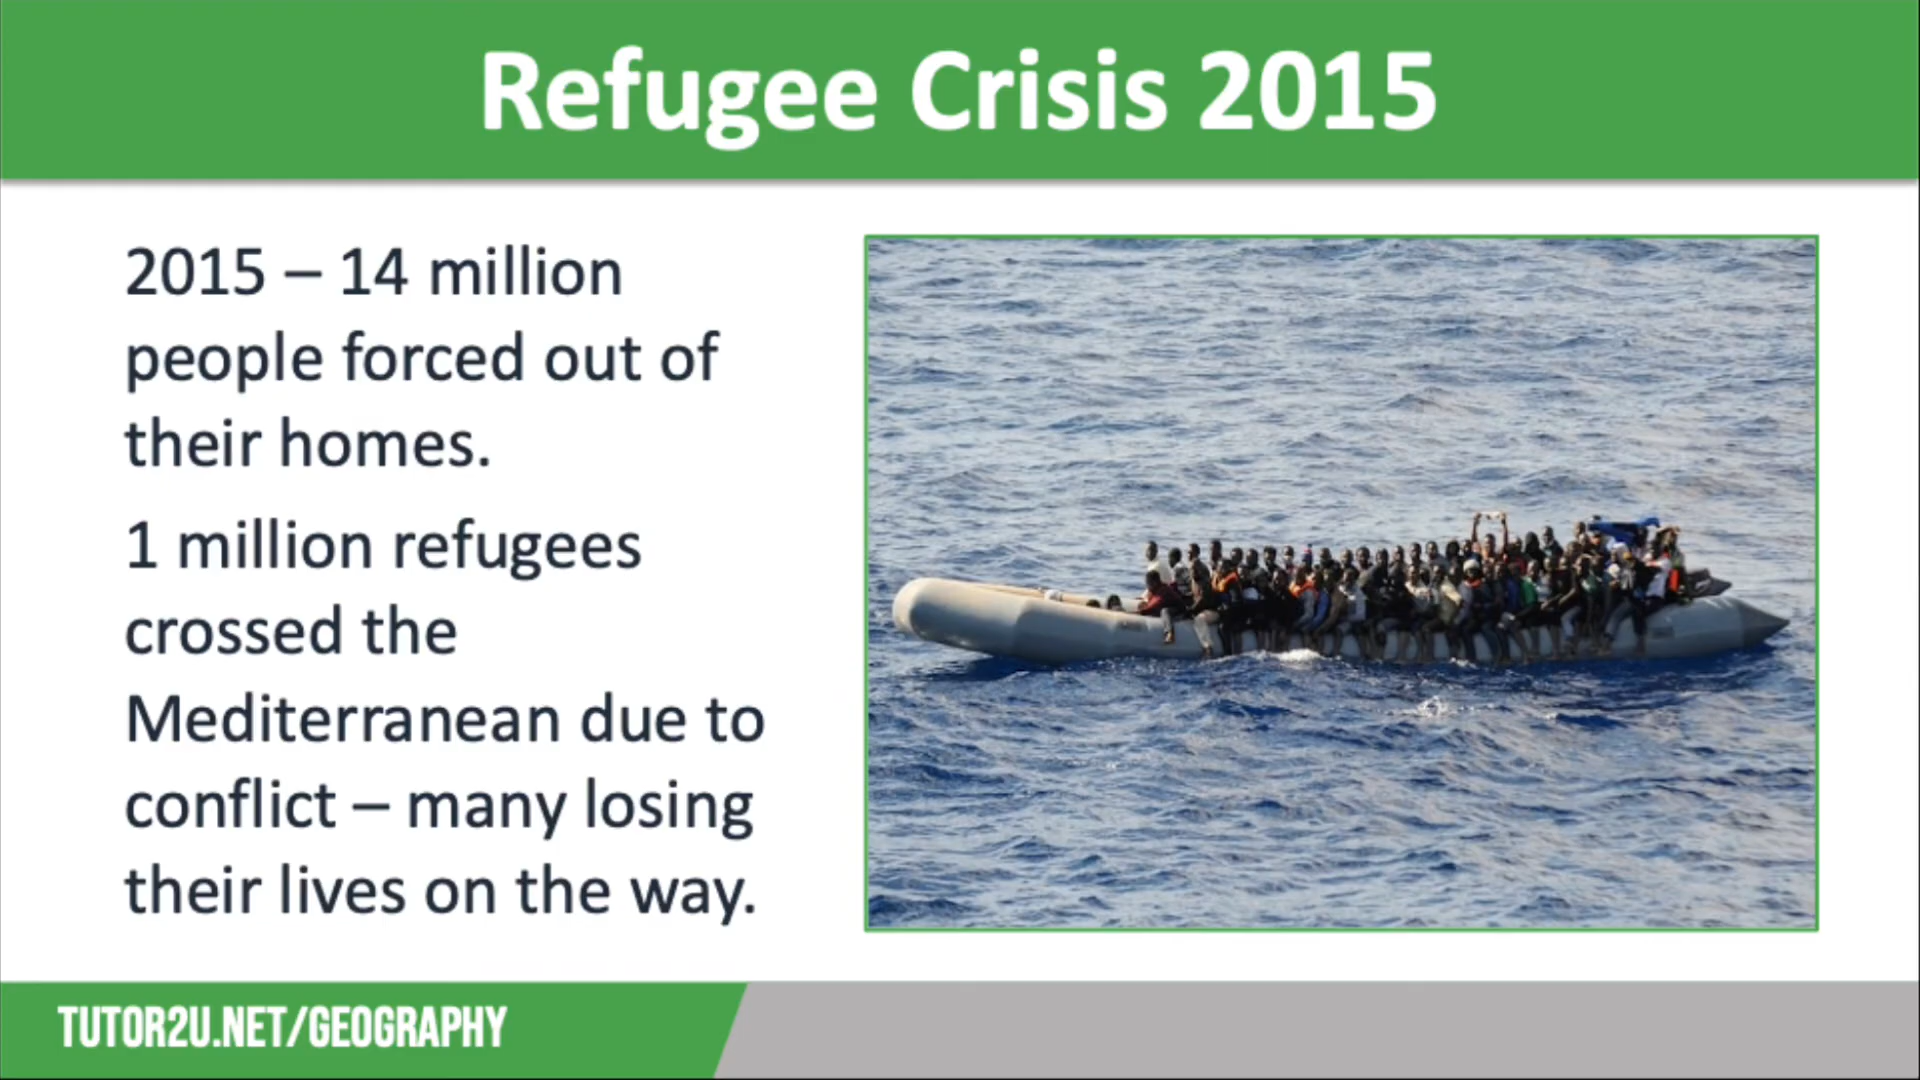 Refugee Crisis 2015
2015 – 14 million
people forced out of
their homes.
1 million refugees
crossed the
Mediterranean due to
conflict – many losing
their lives on the way.
TUTOR2U.NET/GEOGRAPHY